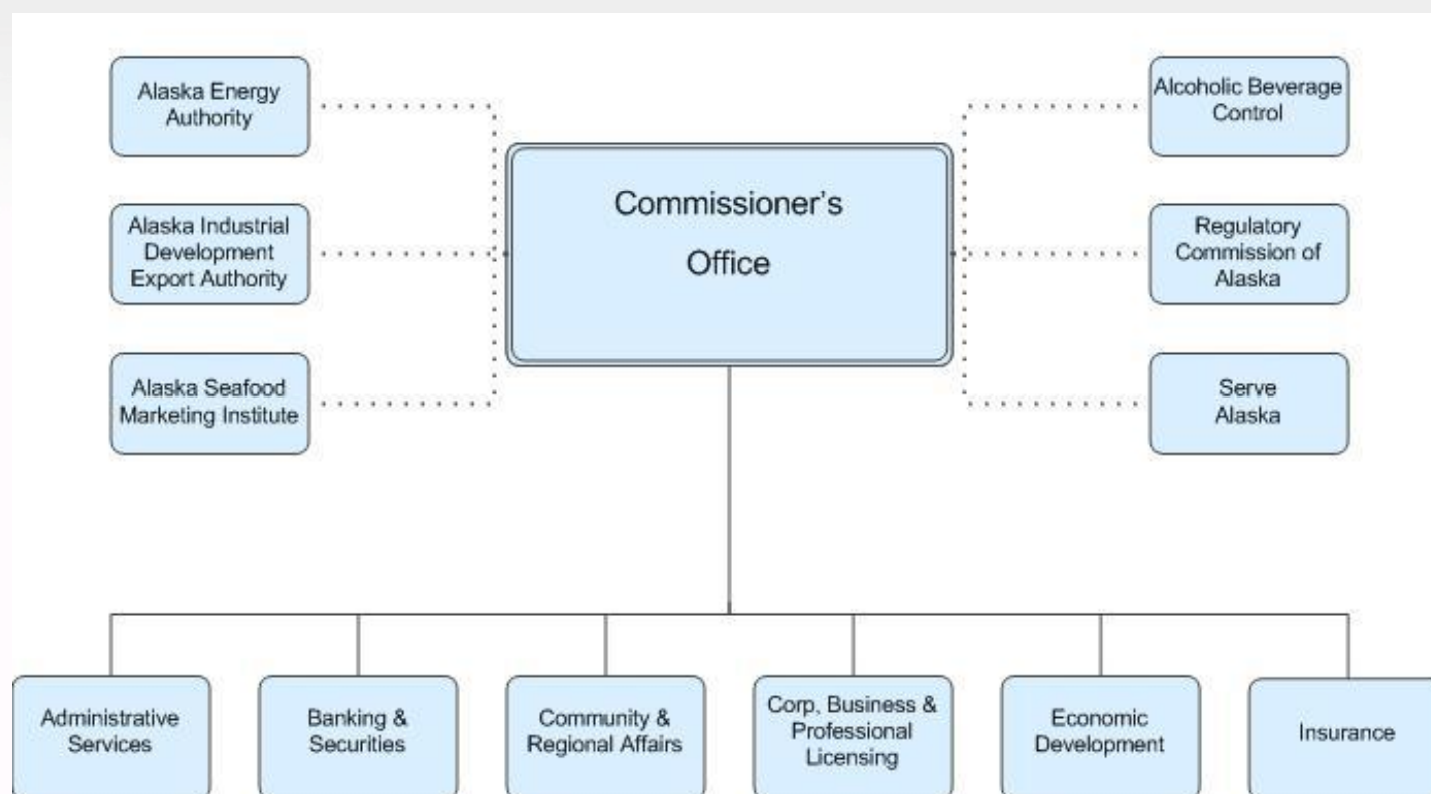 Alaska Energy
Authority
Alcoholic Beverage
Control
Commissioner's
Office
Alaska Industrial
Development
Export Authority
Regulatory
Commission of
Alaska
Alaska Seafood
Marketing Institute
Serve
Alaska
Administrative
Services
Banking &
Securities
Community &
Regional Affairs
Corp, Business &
Professional
Licensing
Economic
Development
Insurance